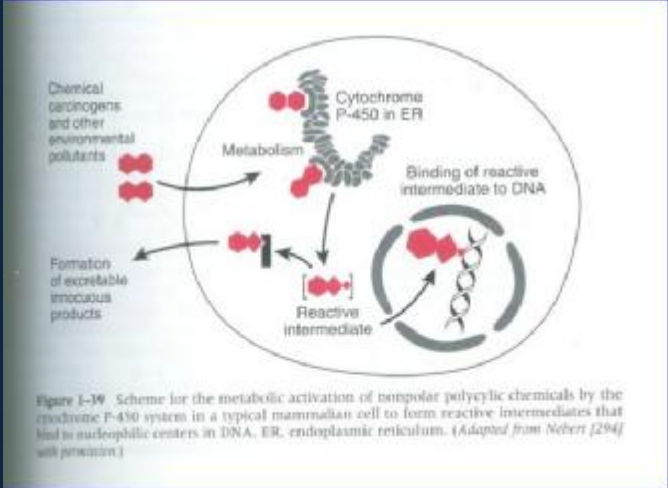 Chemical
carcinogens
and other
environmental
pollutants
Cytochrome
P-450 in ER
Metabolism
Binding of reactive
intermediate to DNA
Formation
of excretable
innocuous
products
Reactive
intermediate
Figure 1-19 Scheme for the metabolic activation of nonpolar polycylic chemicals by the
cytochrome P-450 system in a typical mammalian cell to form reactive intermediates that
bind to nucleophilic centers in DNA. ER, endoplasmic reticulum. (Adapted from Nebert [294]
with permission.)